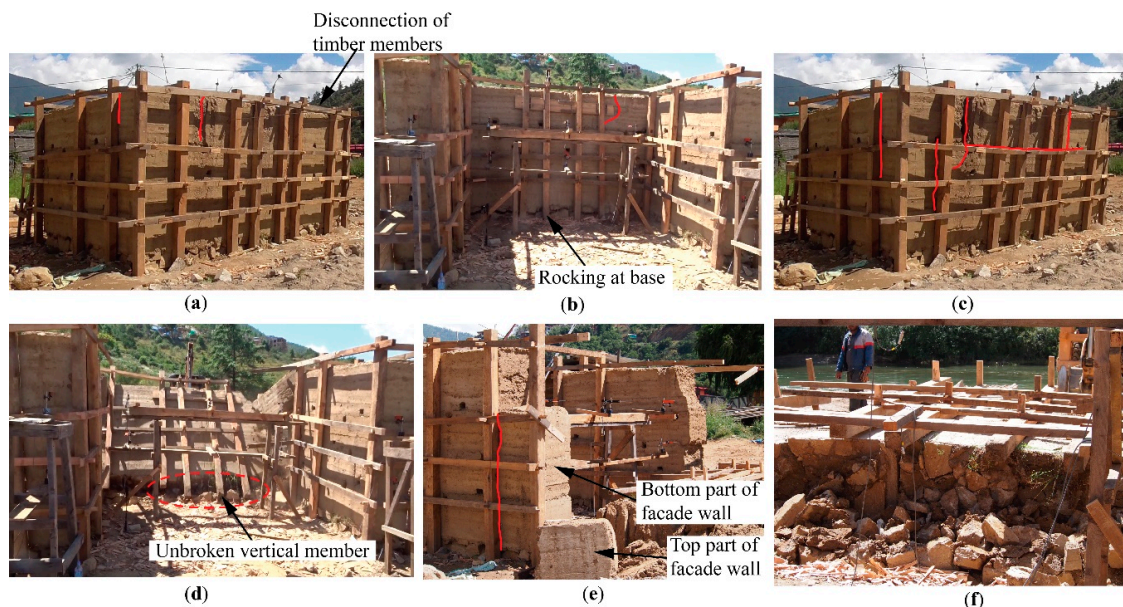 Disconnection of
timber members
(a)
Rocking at base
(b)
(c)
Unbroken vertical member
(d)
Bottom part of
facade wall
Top part of
facade wall
(e)
(f)